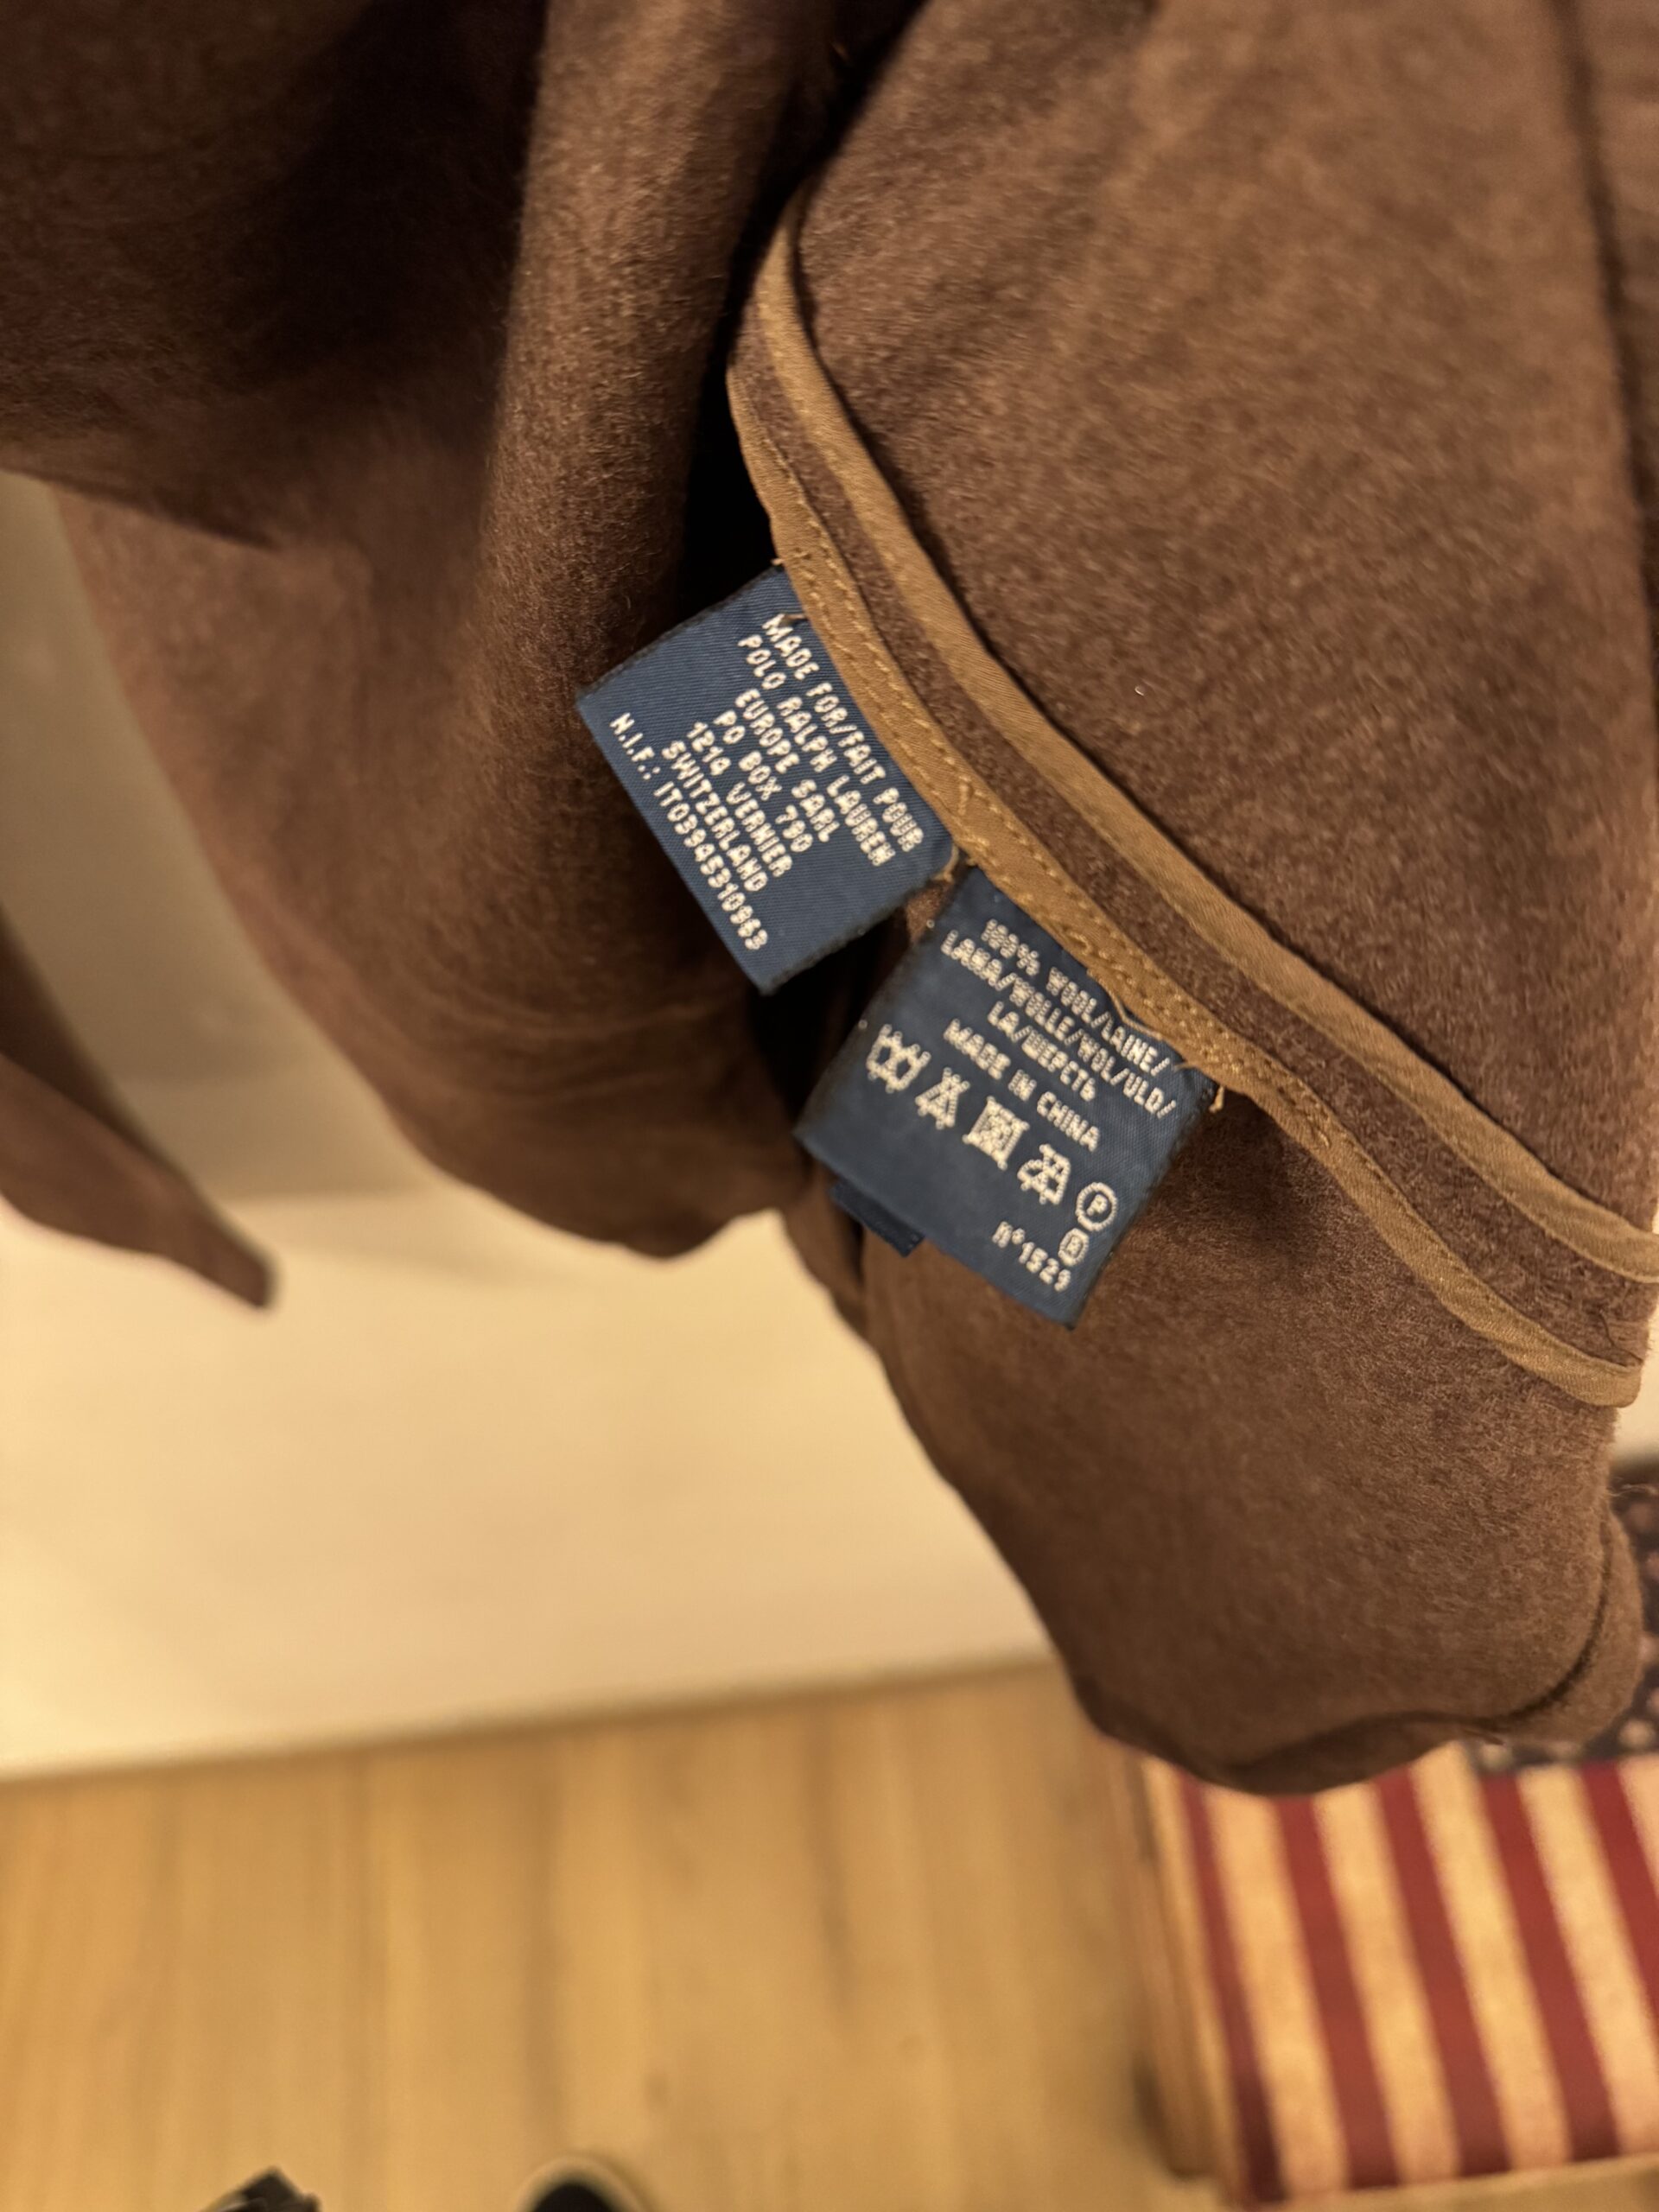 MADE FOR/FAIT POUR
POLO RALPH LAUREN
EUROPE SARL
PO BOX 790
1214 VERNIER
SWITZERLAND
N.I.F.: IT03945310963
100% WOOL/LAINE/
LANA/WOLLE/WOL/ULD/
LA/ШЕРСТЬ
MADE IN CHINA
P
n°1529